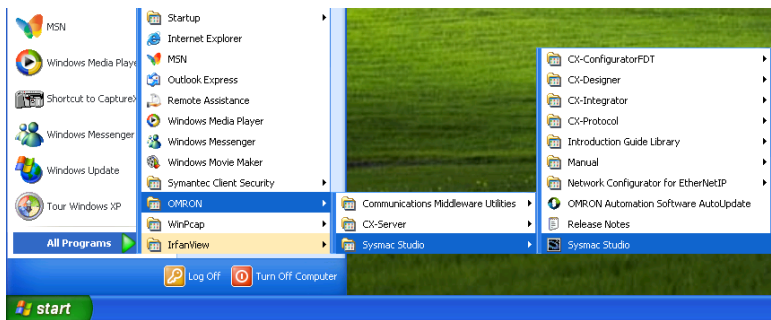 MSN
Windows Media Playe
Shortcut to CaptureX
Windows Messenger
Windows Update
Tour Windows XP
All Programs
Startup
Internet Explorer
MSN
Outlook Express
Remote Assistance
Windows Media Player
Windows Messenger
Windows Movie Maker
Symantec Client Security
OMRON
WinPcap
IrfanView
Communications Middleware Utilities
CX-Server
Sysmac Studio
CX-ConfiguratorFDT
CX-Designer
CX-Integrator
CX-Protocol
Introduction Guide Library
Manual
Network Configurator for EtherNetIP
OMRON Automation Software AutoUpdate
Release Notes
Sysmac Studio
Log Off
Turn Off Computer
start